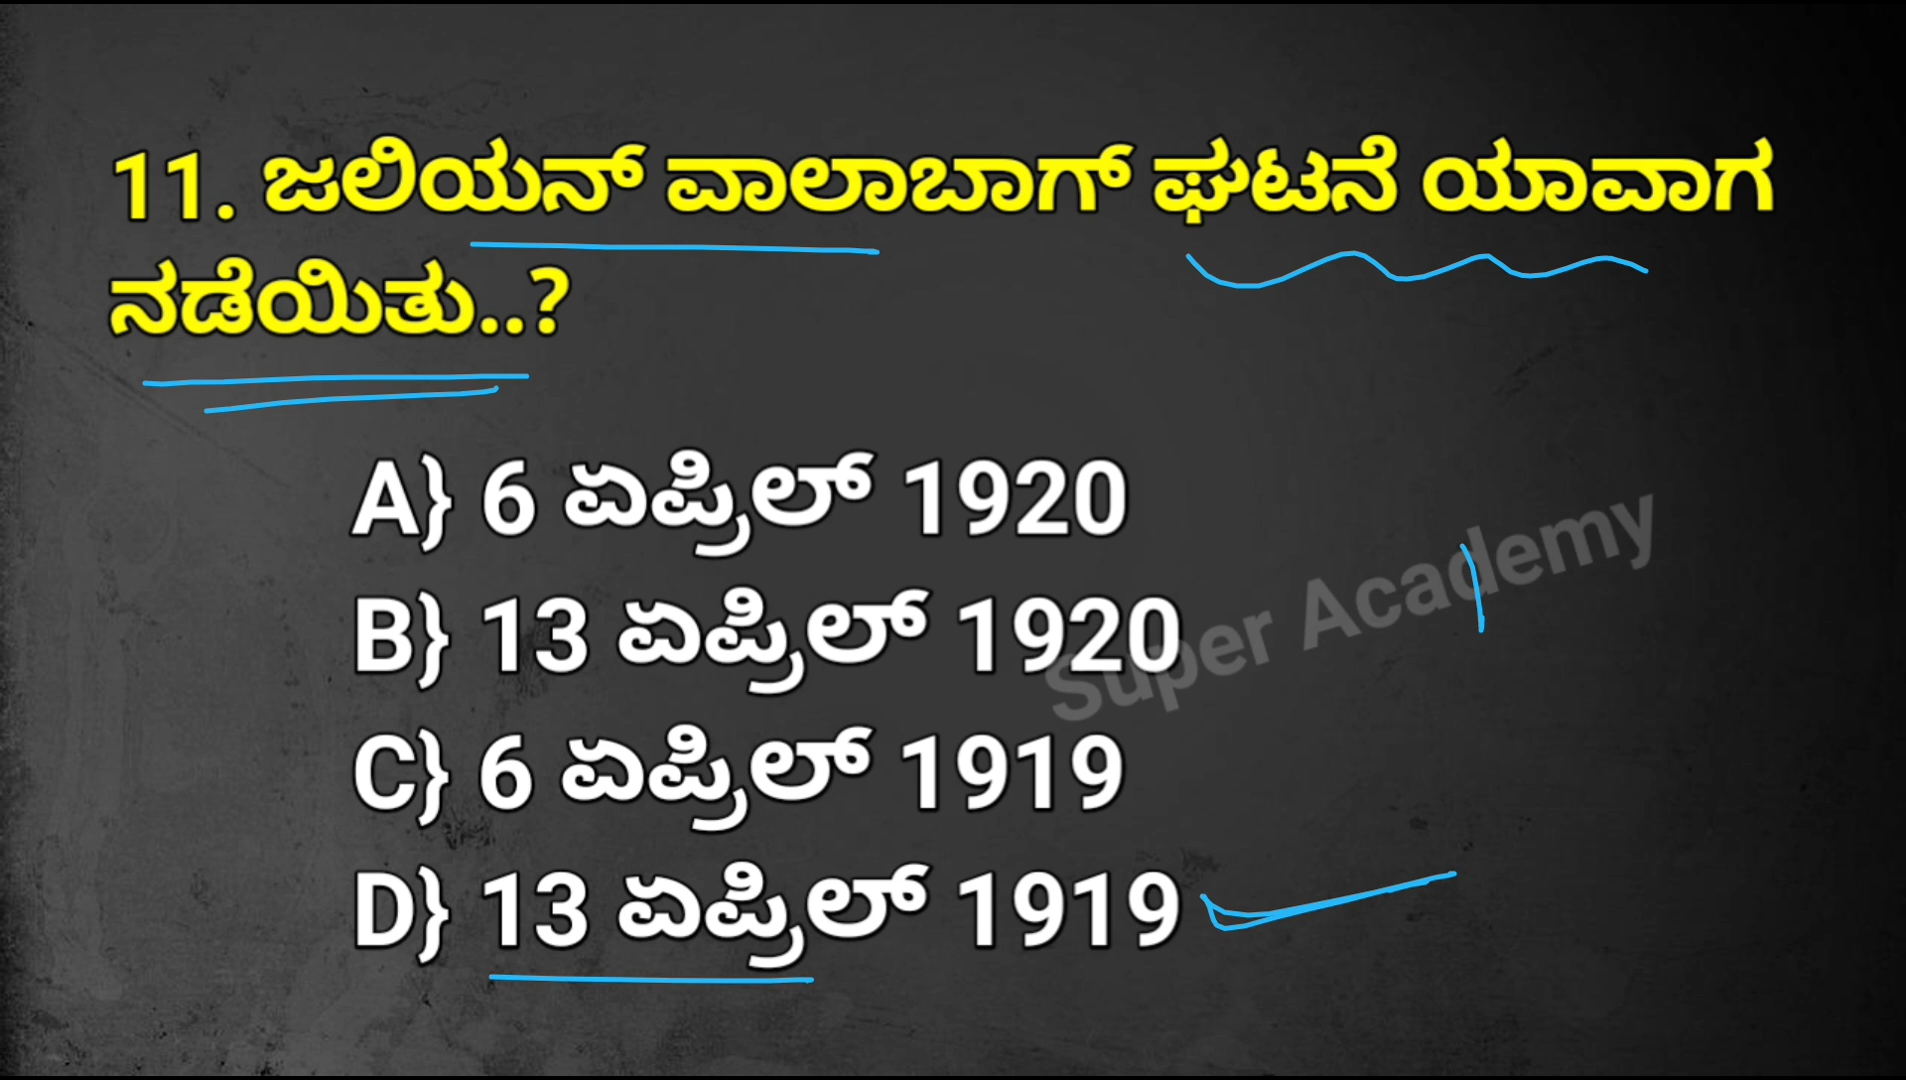 11. ಜಲಿಯನ್ ವಾಲಾಬಾಗ್ ಘಟನೆ ಯಾವಾಗ
ನಡೆಯಿತು..?
A} 6 ಏಪ್ರಿಲ್ 1920
B} 13 ಏಪ್ರಿಲ್ 1920
C} 6 ಏಪ್ರಿಲ್ 1919
D} 13 ಏಪ್ರಿಲ್ 1919
Super Academy